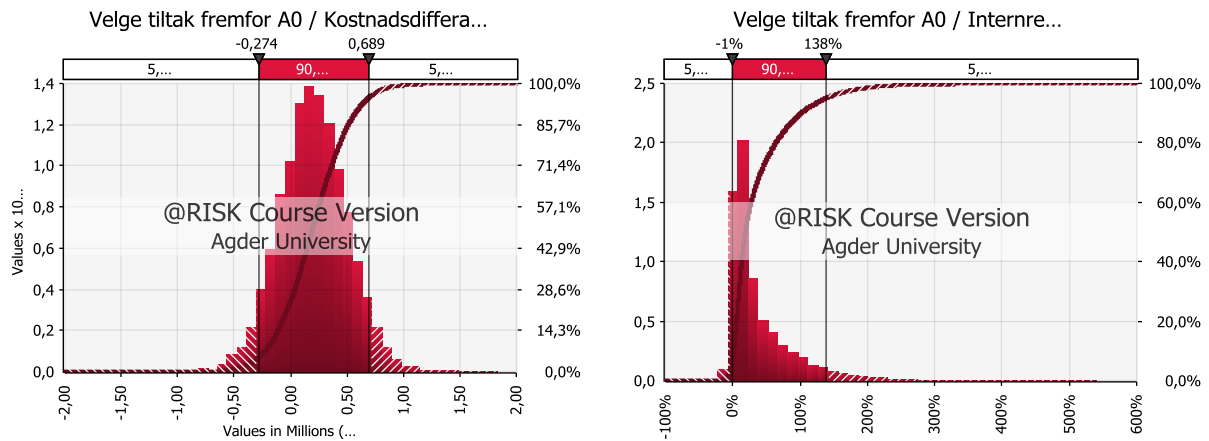 Velge tiltak fremfor A0 / Kostnadsdiffera...
-0,274 0,689
5,... 90,... 5,...
1,4
1,2
1,0
0,8
0,6
0,4
0,2
0,0
Values x 10...
100,0%
85,7%
71,4%
57,1%
42,9%
28,6%
14,3%
0,0%
@RISK Course Version
Agder University
-2,00 -1,50 -1,00 -0,50 0,00 0,50 1,00 1,50 2,00
Values in Millions (...
Velge tiltak fremfor A0 / Internre...
-1% 138%
5,... 90,... 5,...
2,5
2,0
1,5
1,0
0,5
0,0
100,0%
80,0%
60,0%
40,0%
20,0%
0,0%
@RISK Course Version
Agder University
-100% 0% 100% 200% 300% 400% 500% 600%